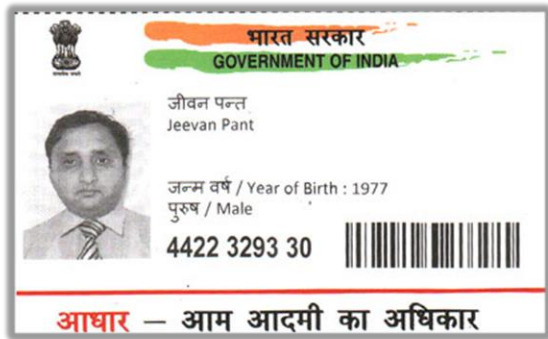 भारत सरकार
GOVERNMENT OF INDIA
जीवन पन्त
Jeevan Pant
जन्म वर्ष / Year of Birth : 1977
पुरुष / Male
4422 3293 30
आधार – आम आदमी का अधिकार